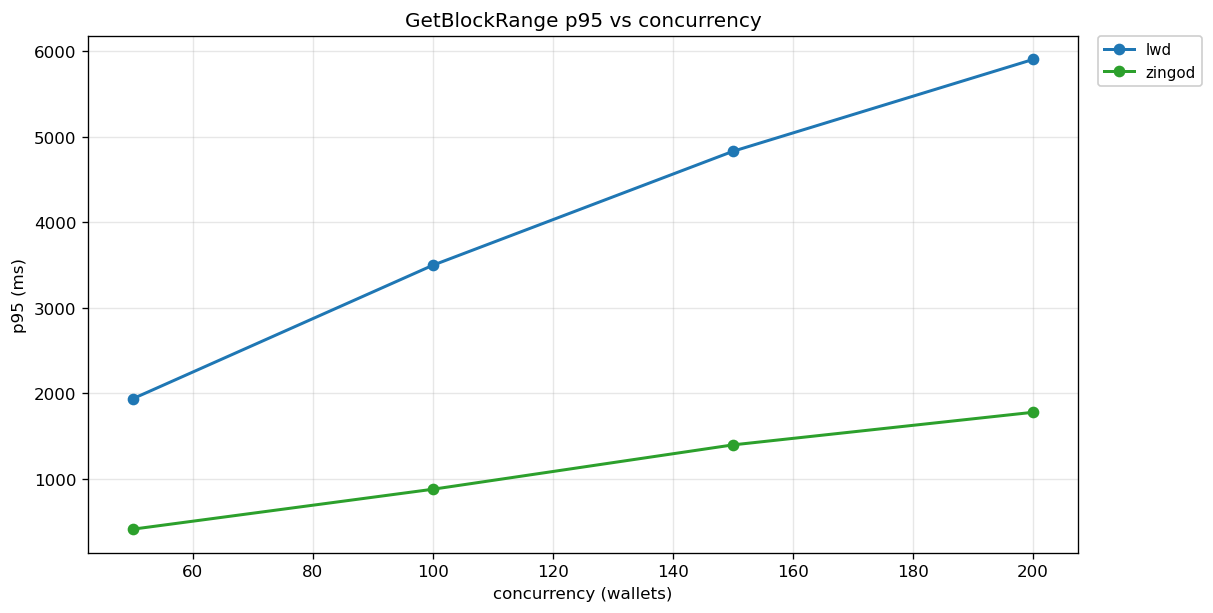 GetBlockRange p95 vs concurrency
lwd
zingod
6000
5000
4000
3000
2000
1000
p95 (ms)
60 80 100 120 140 160 180 200
concurrency (wallets)